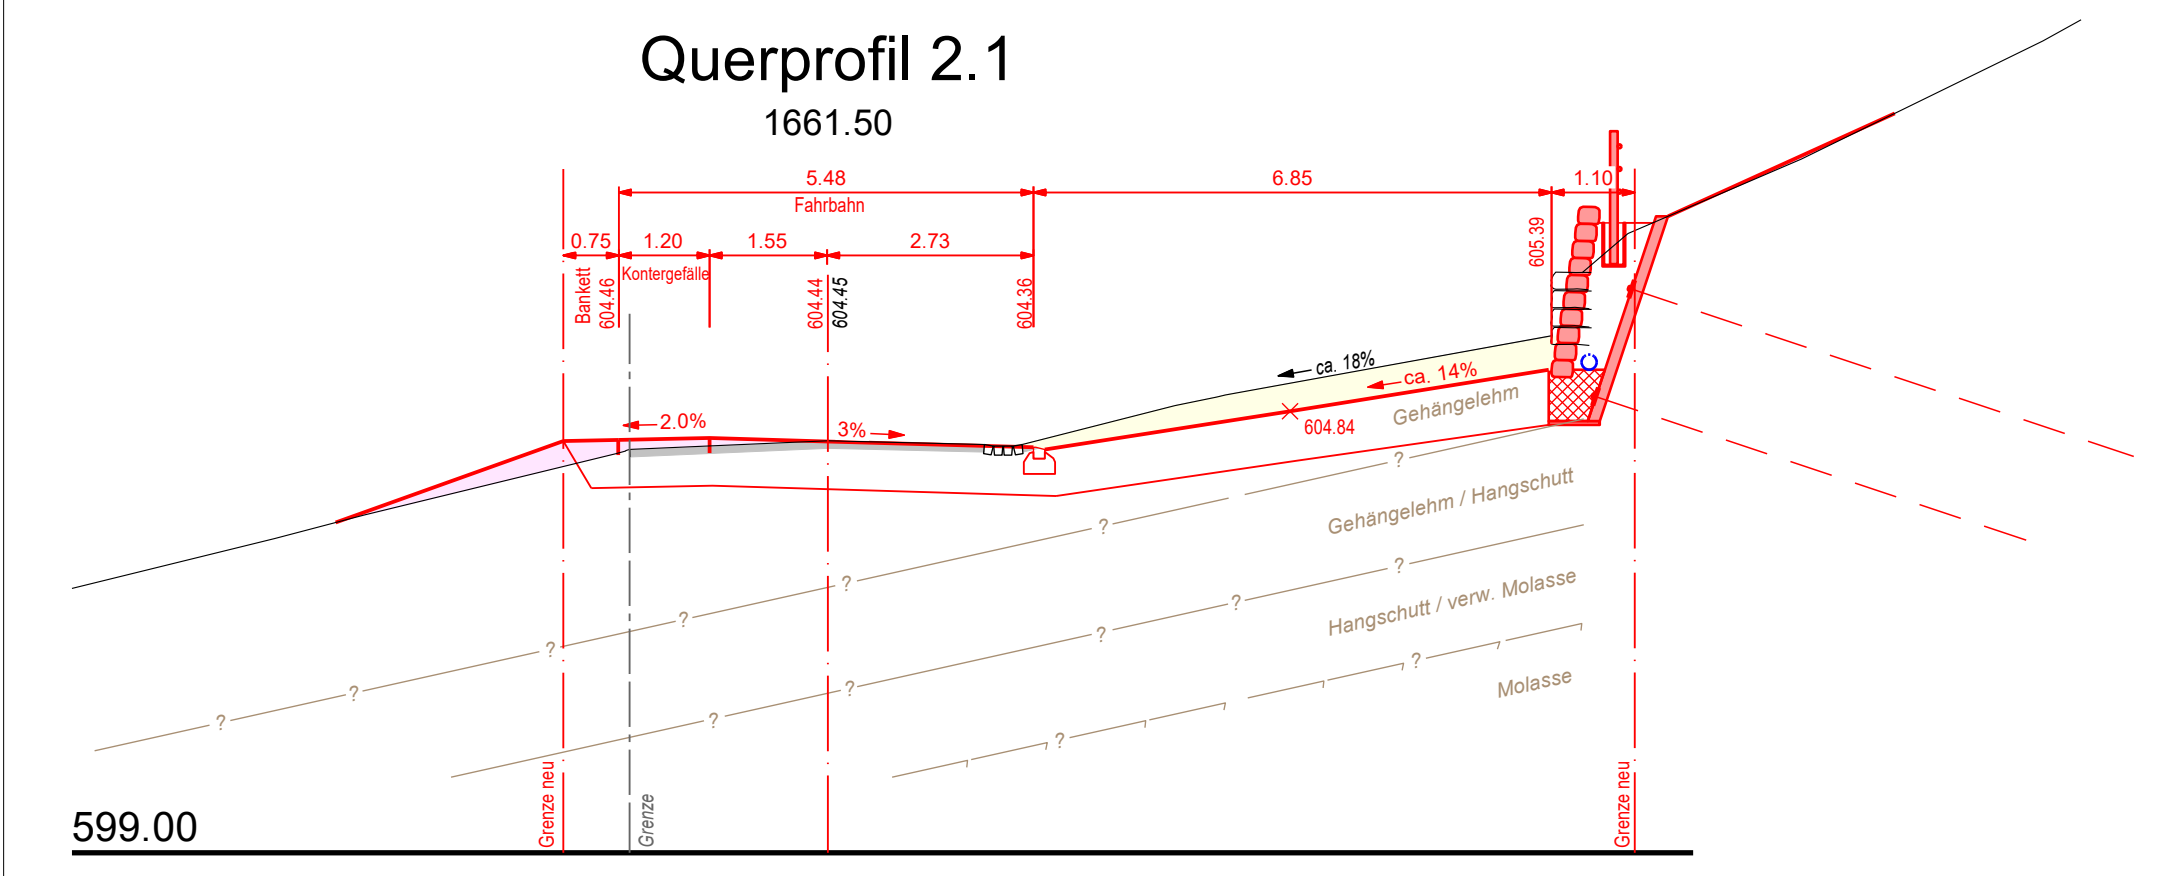 Querprofil 2.1
1661.50
5.48
6.85
1.10
Fahrbahn
0.75
1.20
1.55
2.73
Kontergefälle
Bankett
604.46
604.44
604.45
604.36
605.39
ca. 18%
ca. 14%
Gehängelehm
604.84
2.0%
3%
?
?
?
?
?
?
Gehängelehm / Hangschutt
?
?
?
?
?
Hangschutt / verw. Molasse
?
?
Molasse
Grenze neu
Grenze
Grenze neu
599.00